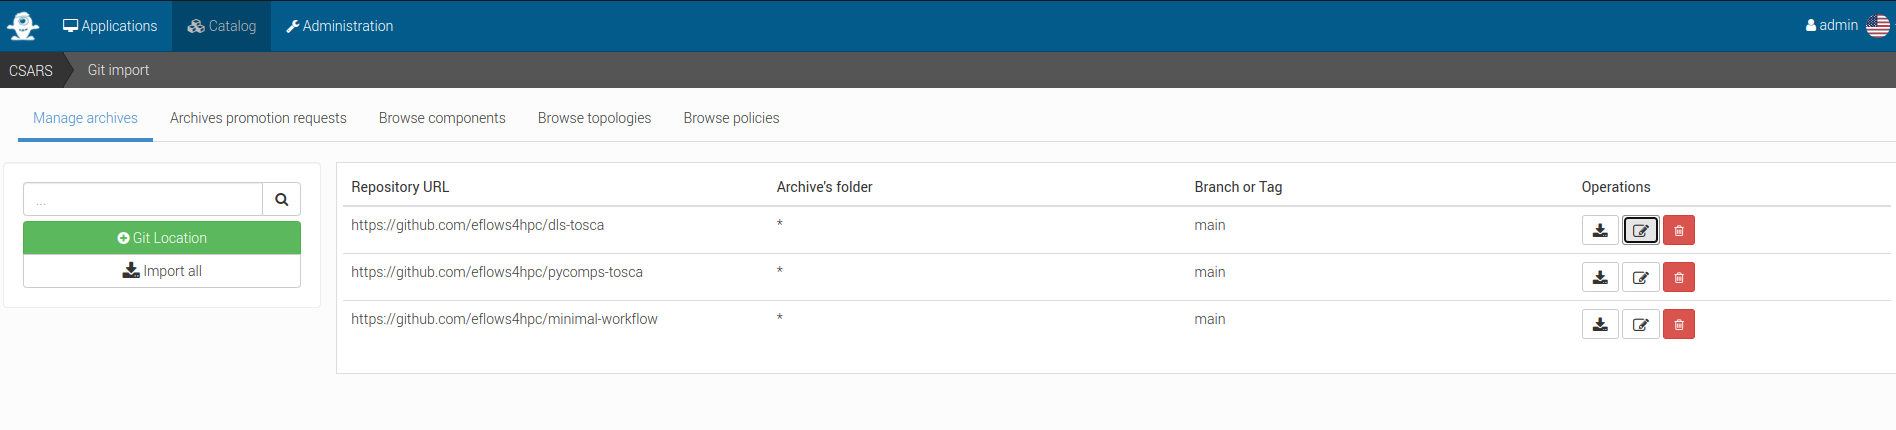 Applications Catalog Administration admin
CSARS Git import
Manage archives Archives promotion requests Browse components Browse topologies Browse policies
...
Git Location
Import all
Repository URL Archive's folder Branch or Tag Operations
https://github.com/eflows4hpc/dls-tosca * main
https://github.com/eflows4hpc/pycomps-tosca * main
https://github.com/eflows4hpc/minimal-workflow * main